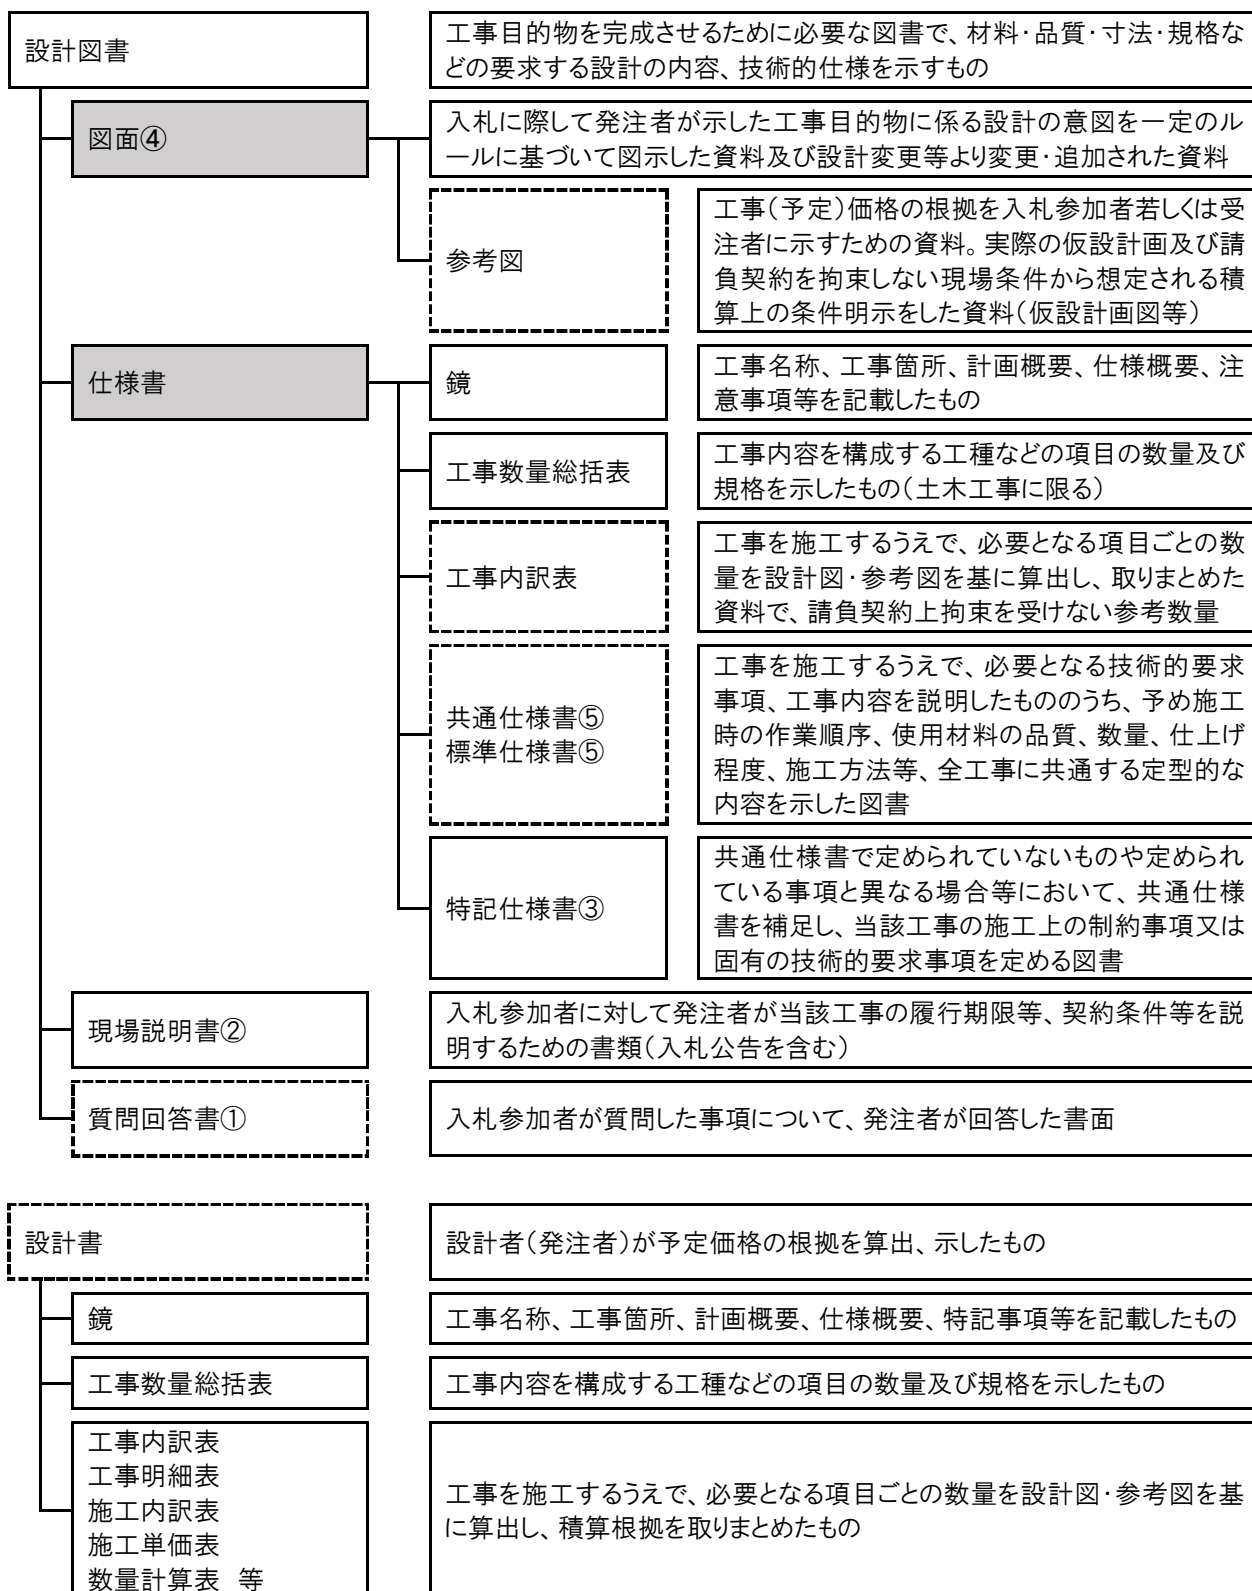 設計図書
工事目的物を完成させるために必要な図書で、材料・品質・寸法・規格な
どの要求する設計の内容、技術的仕様を示すもの
図面④
入札に際して発注者が示した工事目的物に係る設計の意図を一定のル
ールに基づいて図示した資料及び設計変更等より変更・追加された資料
参考図
工事（予定）価格の根拠を入札参加者若しくは受
注者に示すための資料。実際の仮設計画及び請
負契約を拘束しない現場条件から想定される積
算上の条件明示をした資料（仮設計画図等）
仕様書
鏡
工事名称、工事箇所、計画概要、仕様概要、注
意事項等を記載したもの
工事数量総括表
工事内容を構成する工種などの項目の数量及び
規格を示したもの（土木工事に限る）
工事内訳表
工事を施工するうえで、必要となる項目ごとの数
量を設計図・参考図を基に算出し、取りまとめた
資料で、請負契約上拘束を受けない参考数量
共通仕様書⑤
標準仕様書⑤
工事を施工するうえで、必要となる技術的要求
事項、工事内容を説明したもののうち、予め施工
時の作業順序、使用材料の品質、数量、仕上げ
程度、施工方法等、全工事に共通する定型的な
内容を示した図書
特記仕様書③
共通仕様書で定められていないものや定められ
ている事項と異なる場合等において、共通仕様
書を補足し、当該工事の施工上の制約事項又は
固有の技術的要求事項を定める図書
現場説明書②
入札参加者に対して発注者が当該工事の履行期限等、契約条件等を説
明するための書類（入札公告を含む）
質問回答書①
入札参加者が質問した事項について、発注者が回答した書面
設計書
設計者（発注者）が予定価格の根拠を算出、示したもの
鏡
工事名称、工事箇所、計画概要、仕様概要、特記事項等を記載したもの
工事数量総括表
工事内容を構成する工種などの項目の数量及び規格を示したもの
工事内訳表
工事明細表
施工内訳表
施工単価表
数量計算表　等
工事を施工するうえで、必要となる項目ごとの数量を設計図・参考図を基
に算出し、積算根拠を取りまとめたもの